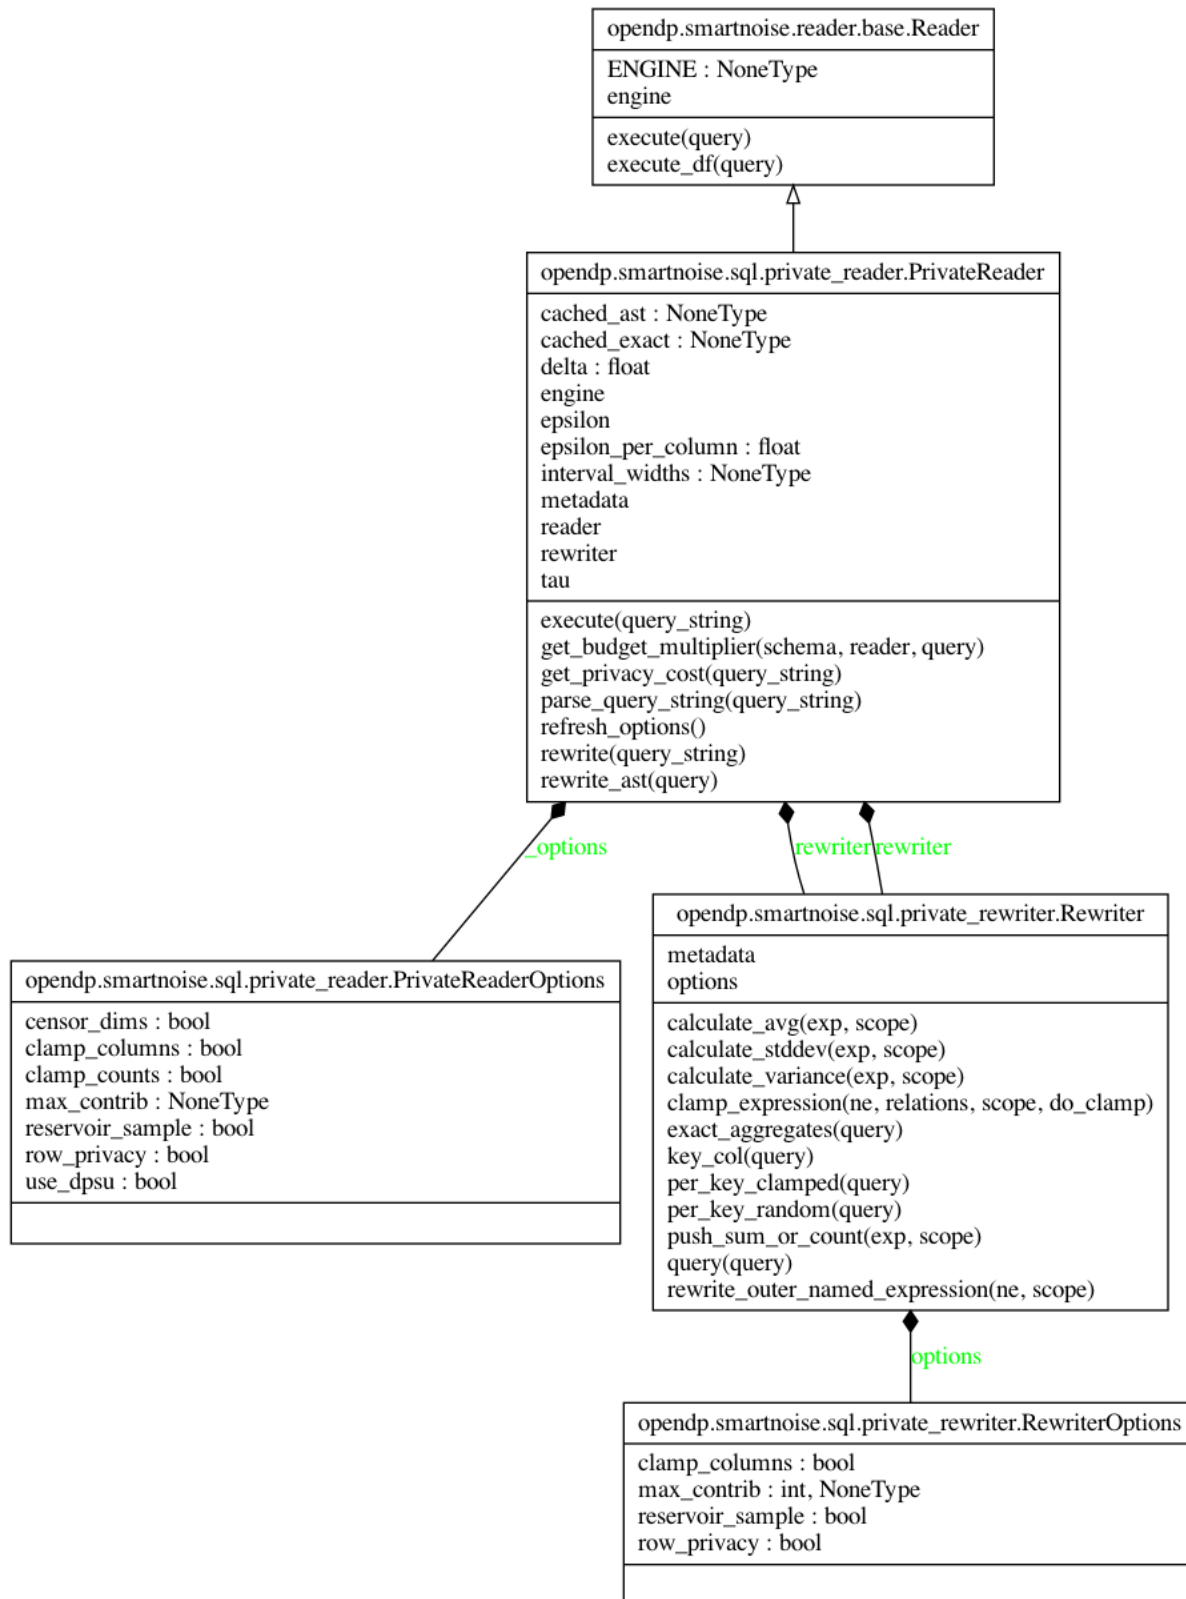 opendp.smartnoise.reader.base.Reader
ENGINE : NoneType
engine
execute(query)
execute_df(query)
opendp.smartnoise.sql.private_reader.PrivateReader
cached_ast : NoneType
cached_exact : NoneType
delta : float
engine
epsilon
epsilon_per_column : float
interval_widths : NoneType
metadata
reader
rewriter
tau
execute(query_string)
get_budget_multiplier(schema, reader, query)
get_privacy_cost(query_string)
parse_query_string(query_string)
refresh_options()
rewrite(query_string)
rewrite_ast(query)
_options
rewriter
rewriter
opendp.smartnoise.sql.private_reader.PrivateReaderOptions
censor_dims : bool
clamp_columns : bool
clamp_counts : bool
max_contrib : NoneType
reservoir_sample : bool
row_privacy : bool
use_dpsu : bool
opendp.smartnoise.sql.private_rewriter.Rewriter
metadata
options
calculate_avg(exp, scope)
calculate_stddev(exp, scope)
calculate_variance(exp, scope)
clamp_expression(ne, relations, scope, do_clamp)
exact_aggregates(query)
key_col(query)
per_key_clamped(query)
per_key_random(query)
push_sum_or_count(exp, scope)
query(query)
rewrite_outer_named_expression(ne, scope)
options
opendp.smartnoise.sql.private_rewriter.RewriterOptions
clamp_columns : bool
max_contrib : int, NoneType
reservoir_sample : bool
row_privacy : bool